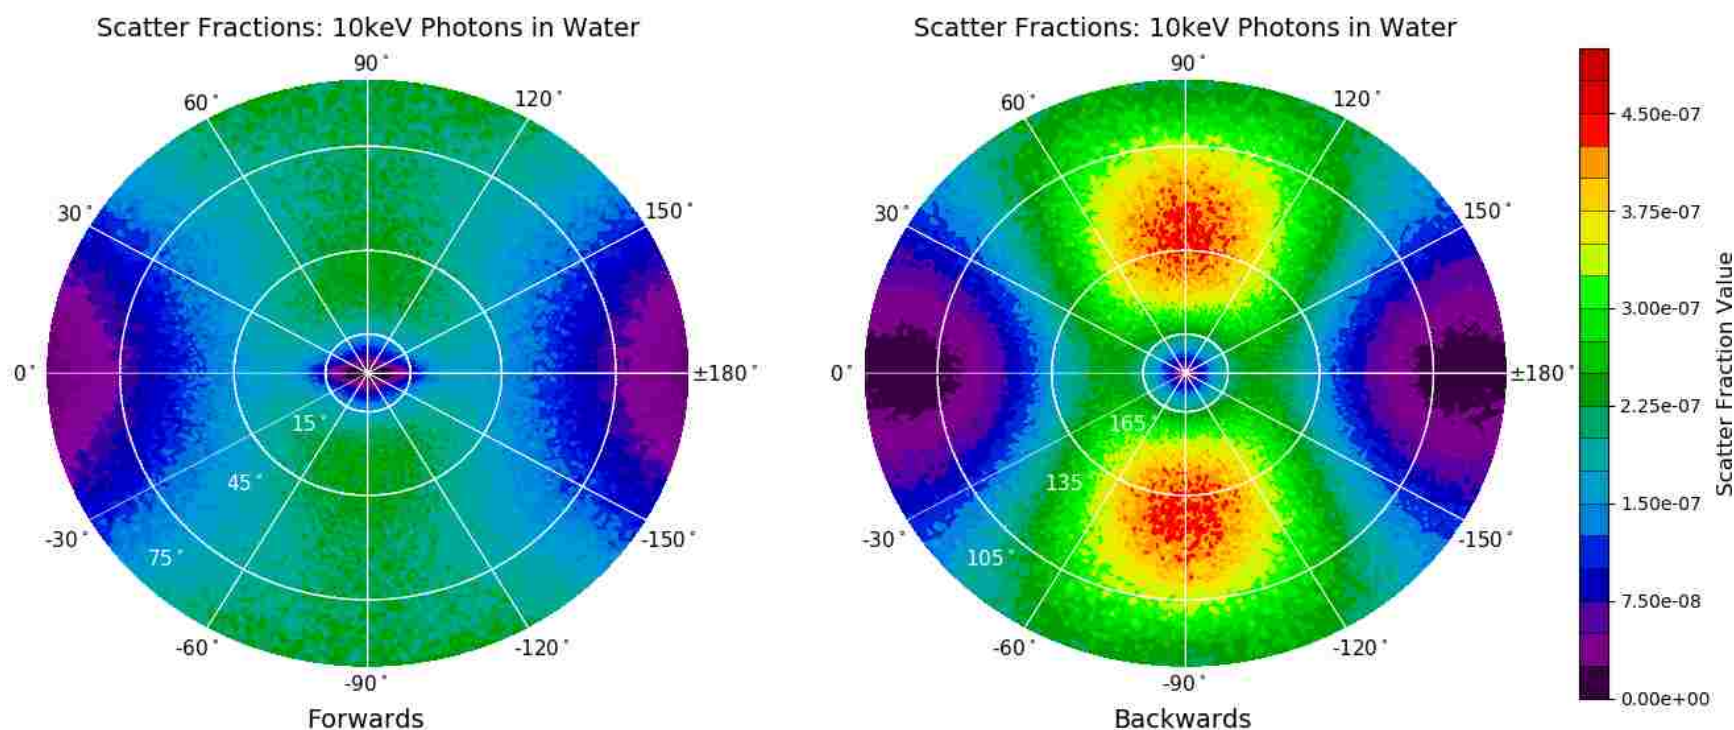 Scatter Fractions: 10keV Photons in Water
90°
60°
120°
30°
150°
0°
±180°
15°
45°
75°
-30°
-150°
-60°
-120°
-90°
Forwards
Scatter Fractions: 10keV Photons in Water
90°
60°
120°
30°
150°
0°
±180°
165°
135°
105°
-30°
-150°
-60°
-120°
-90°
Backwards
4.50e-07
3.75e-07
3.00e-07
2.25e-07
1.50e-07
7.50e-08
0.00e+00
Scatter Fraction Value